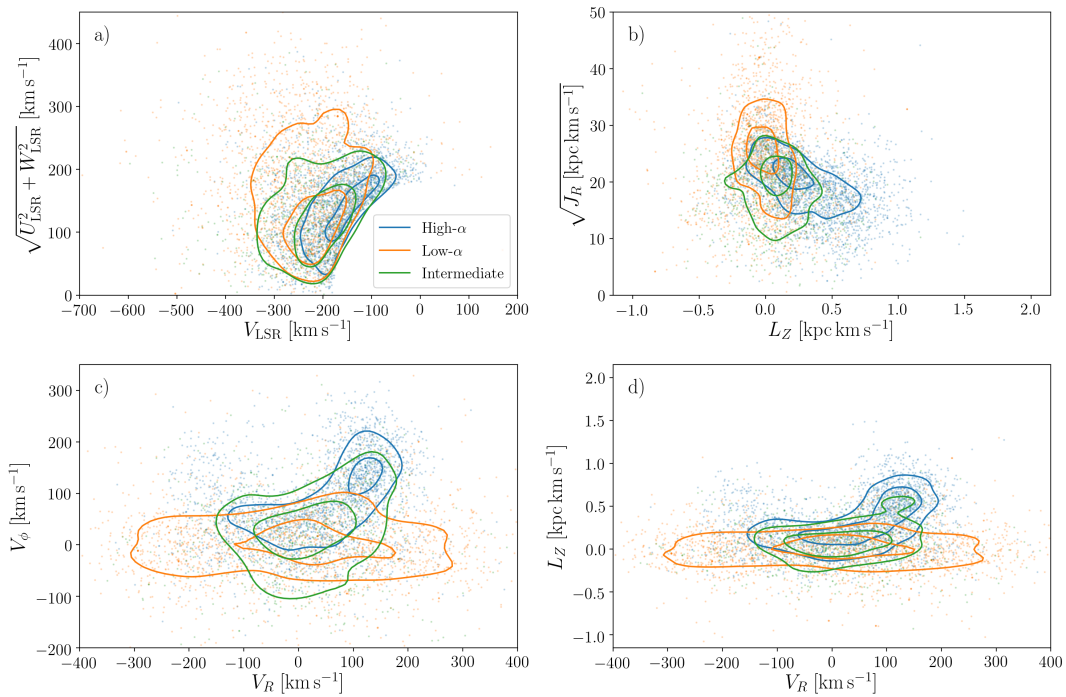 a)
400
300
200
100
0
√U²_LSR + W²_LSR [km s⁻¹]
−700 −600 −500 −400 −300 −200 −100 0 100 200
V_LSR [km s⁻¹]
High-α
Low-α
Intermediate
b)
50
40
30
20
10
0
√J_R [kpc km s⁻¹]
−1.0 −0.5 0.0 0.5 1.0 1.5 2.0
L_Z [kpc km s⁻¹]
c)
300
200
100
0
−100
−200
V_ϕ [km s⁻¹]
−400 −300 −200 −100 0 100 200 300 400
V_R [km s⁻¹]
d)
2.0
1.5
1.0
0.5
0.0
−0.5
−1.0
L_Z [kpc km s⁻¹]
−400 −300 −200 −100 0 100 200 300 400
V_R [km s⁻¹]